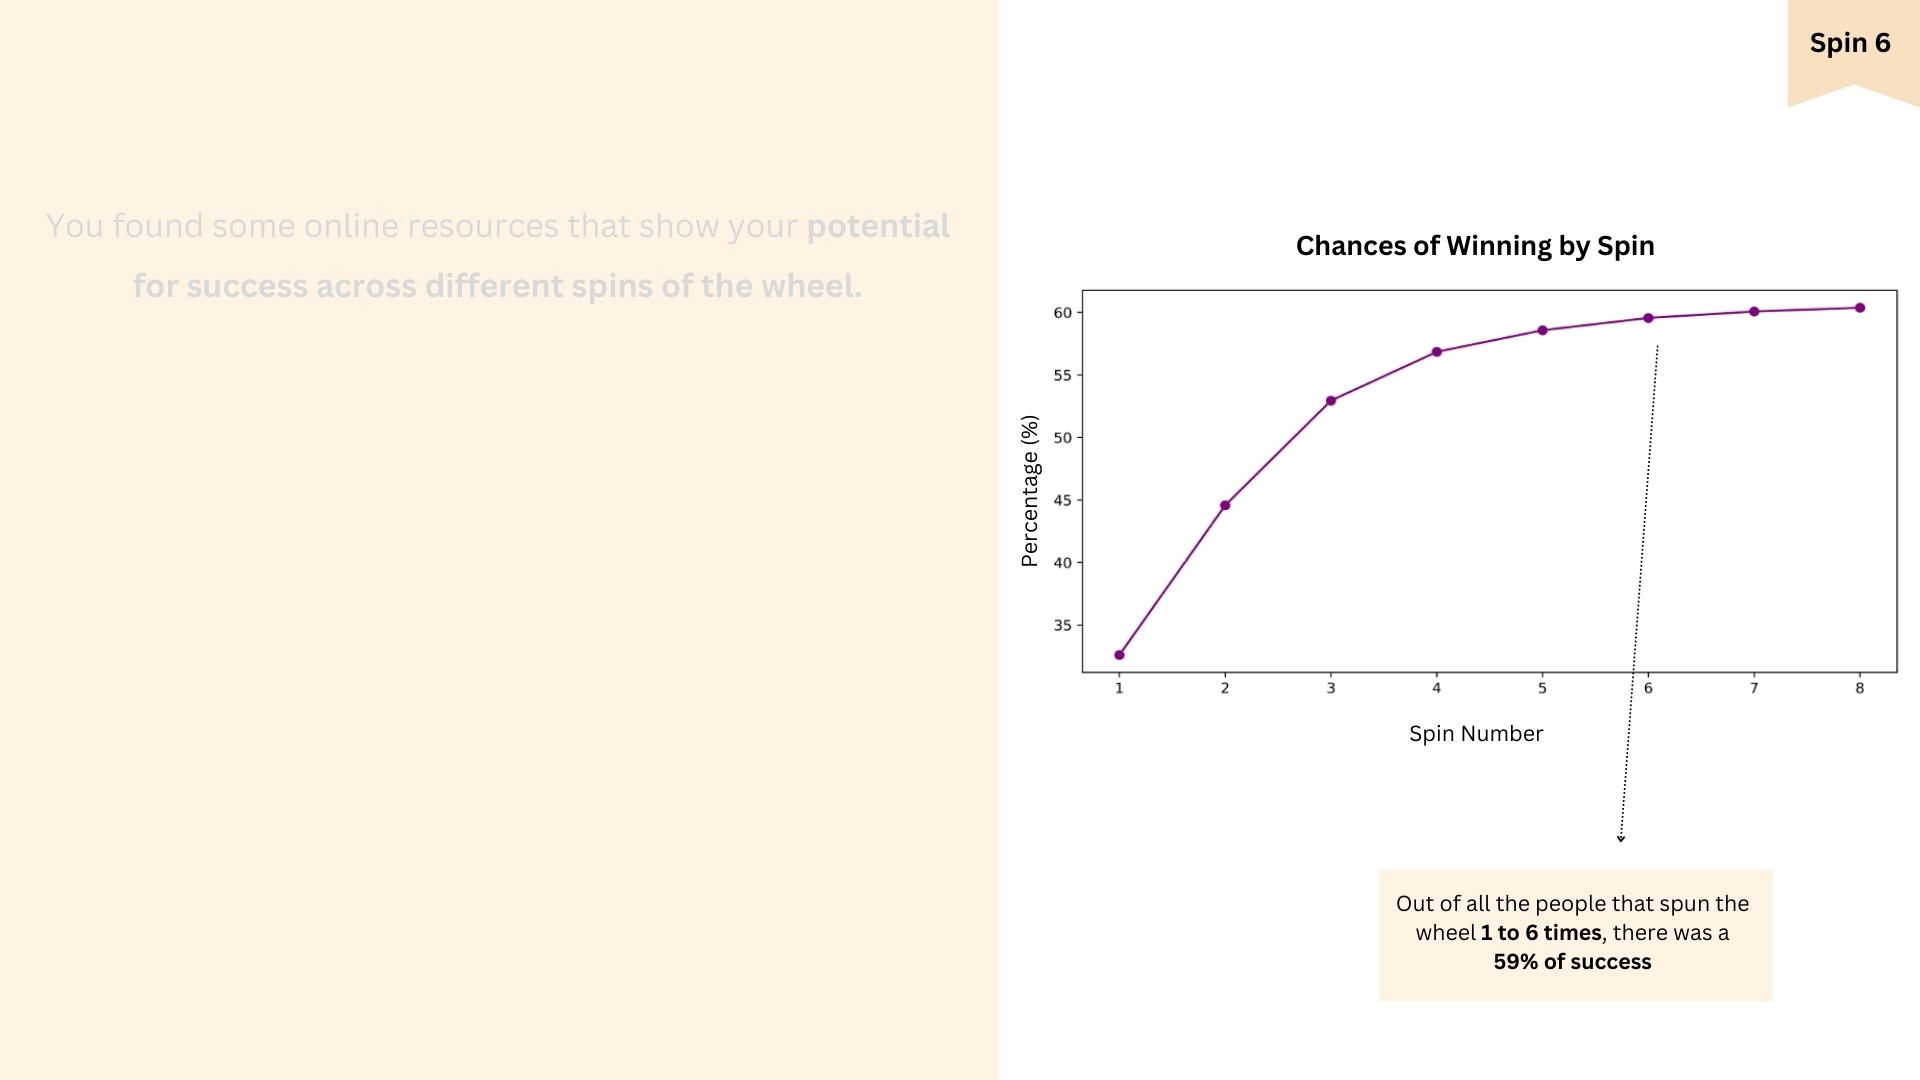 Spin 6
You found some online resources that show your potential
for success across different spins of the wheel.
Chances of Winning by Spin
Percentage (%)
60
55
50
45
40
35
1 2 3 4 5 6 7 8
Spin Number
Out of all the people that spun the
wheel 1 to 6 times, there was a
59% of success